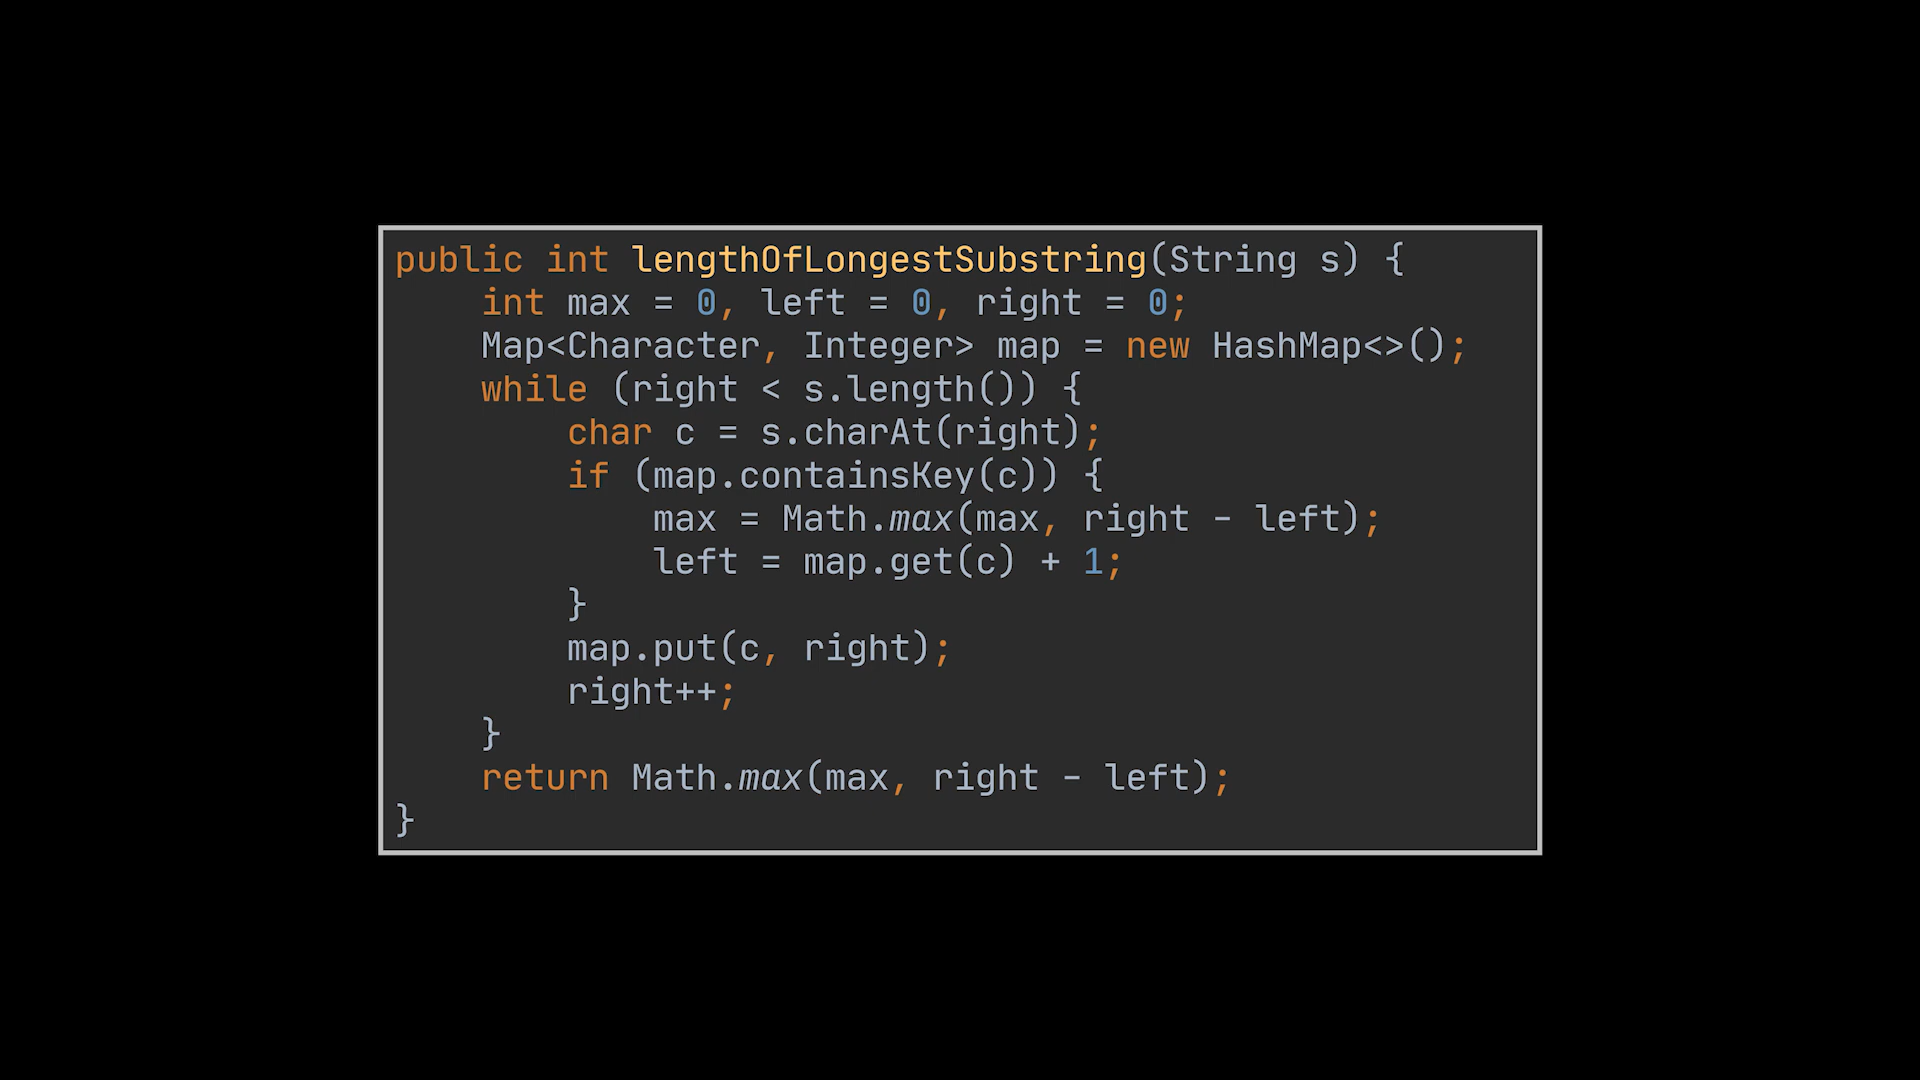 public int lengthOfLongestSubstring(String s) {
    int max = 0, left = 0, right = 0;
    Map<Character, Integer> map = new HashMap<>();
    while (right < s.length()) {
        char c = s.charAt(right);
        if (map.containsKey(c)) {
            max = Math.max(max, right - left);
            left = map.get(c) + 1;
        }
        map.put(c, right);
        right++;
    }
    return Math.max(max, right - left);
}